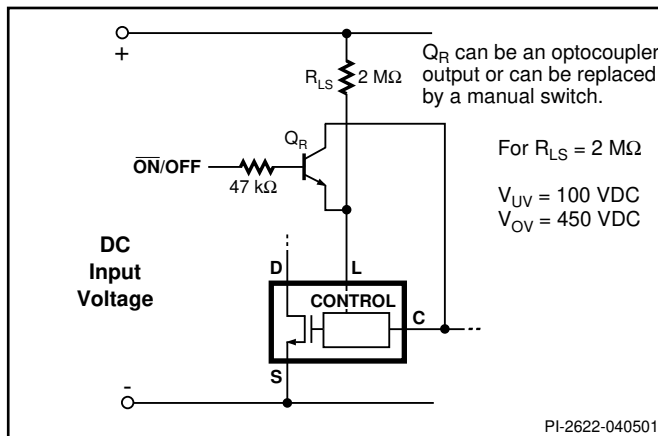 +
R_LS 2 MΩ
Q_R can be an optocoupler
output or can be replaced
by a manual switch.
Q_R
For R_LS = 2 MΩ
ON/OFF
47 kΩ
V_UV = 100 VDC
V_OV = 450 VDC
DC
Input
Voltage
D
L
CONTROL
C
S
-
PI-2622-040501